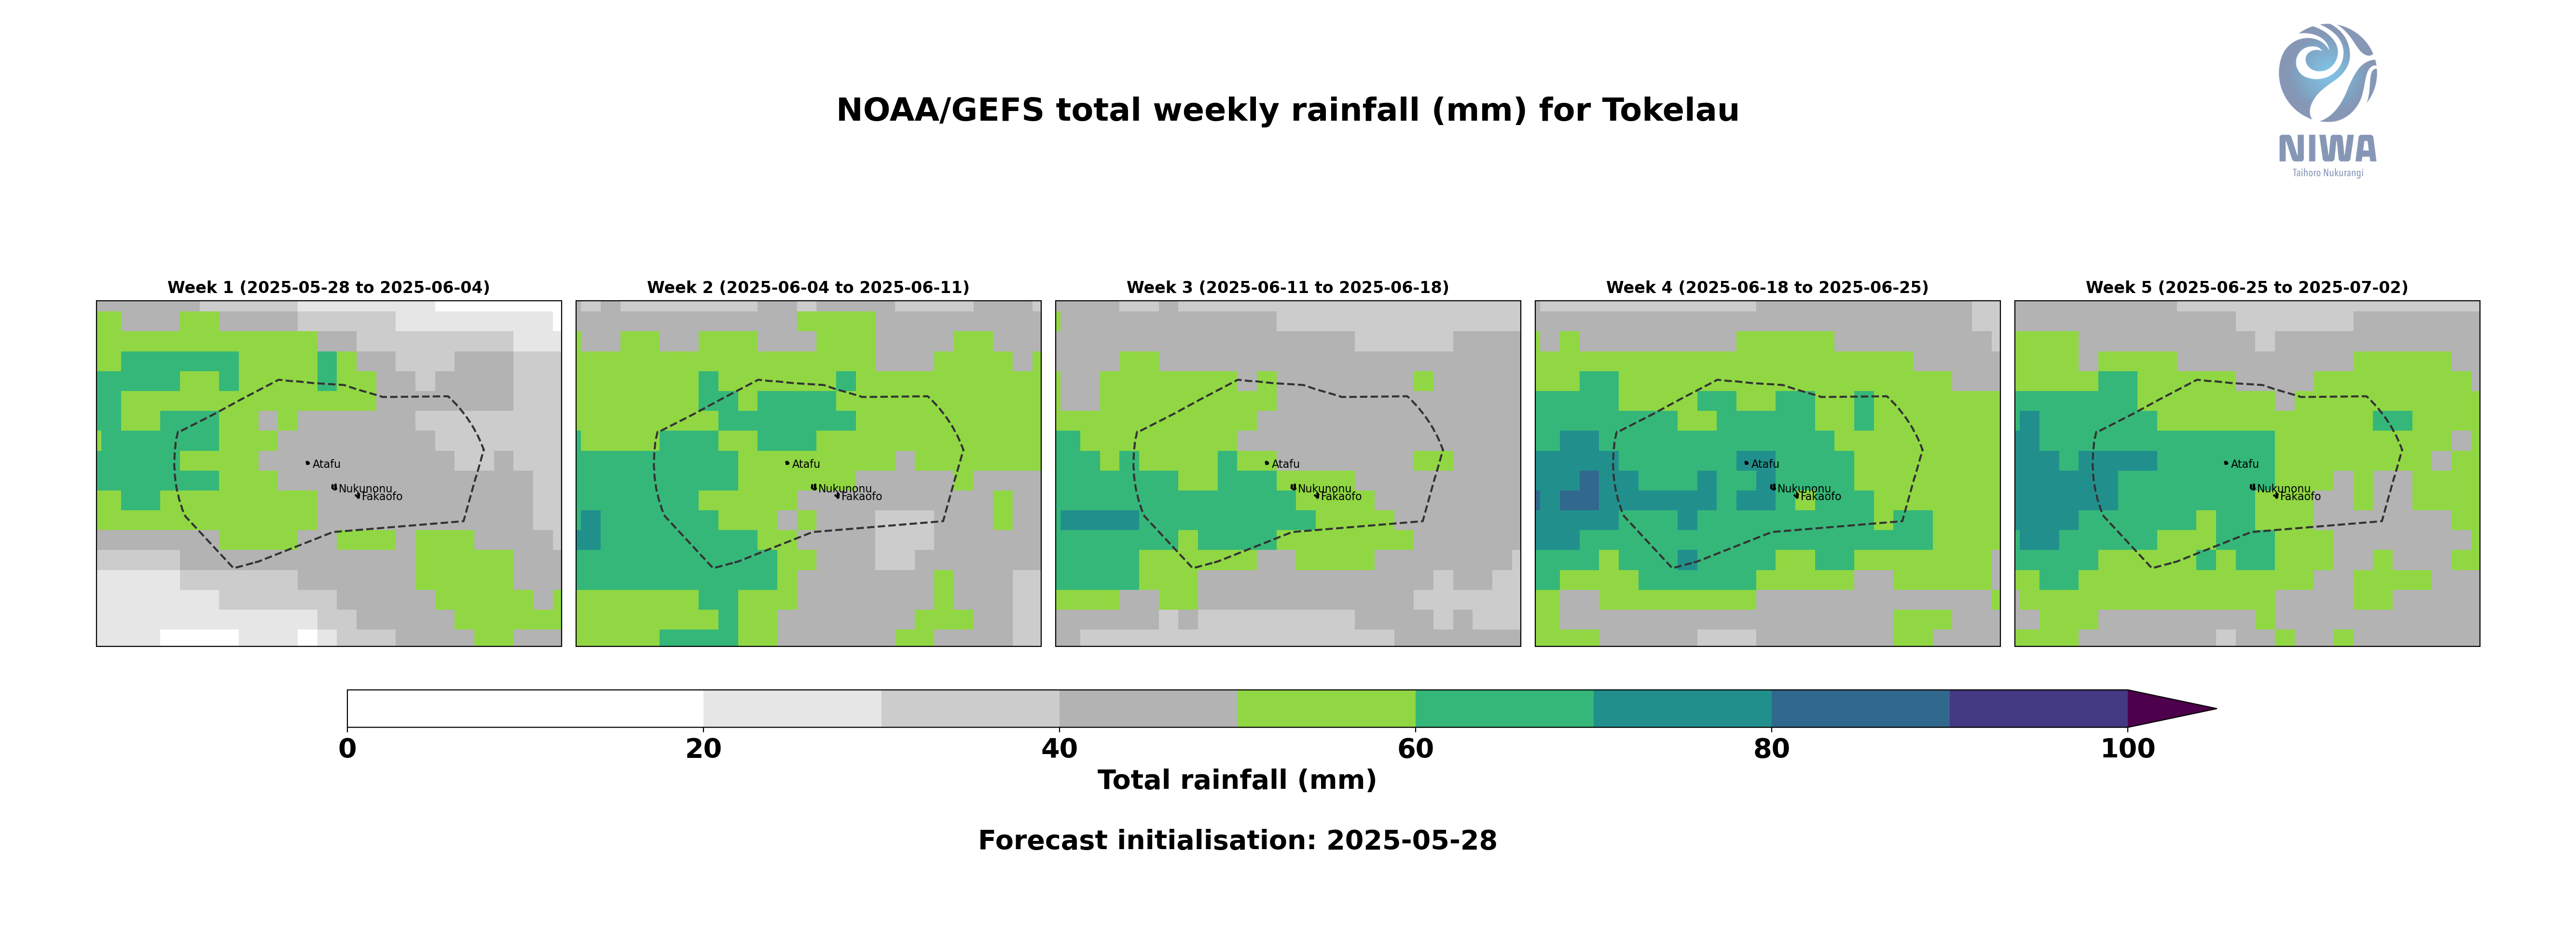 NOAA/GEFS total weekly rainfall (mm) for Tokelau
NIWA
Taihoro Nukurangi
Week 1 (2025-05-28 to 2025-06-04)
Week 2 (2025-06-04 to 2025-06-11)
Week 3 (2025-06-11 to 2025-06-18)
Week 4 (2025-06-18 to 2025-06-25)
Week 5 (2025-06-25 to 2025-07-02)
Atafu
Nukunonu
Fakaofo
Atafu
Nukunonu
Fakaofo
Atafu
Nukunonu
Fakaofo
Atafu
Nukunonu
Fakaofo
Atafu
Nukunonu
Fakaofo
0 20 40 60 80 100
Total rainfall (mm)
Forecast initialisation: 2025-05-28